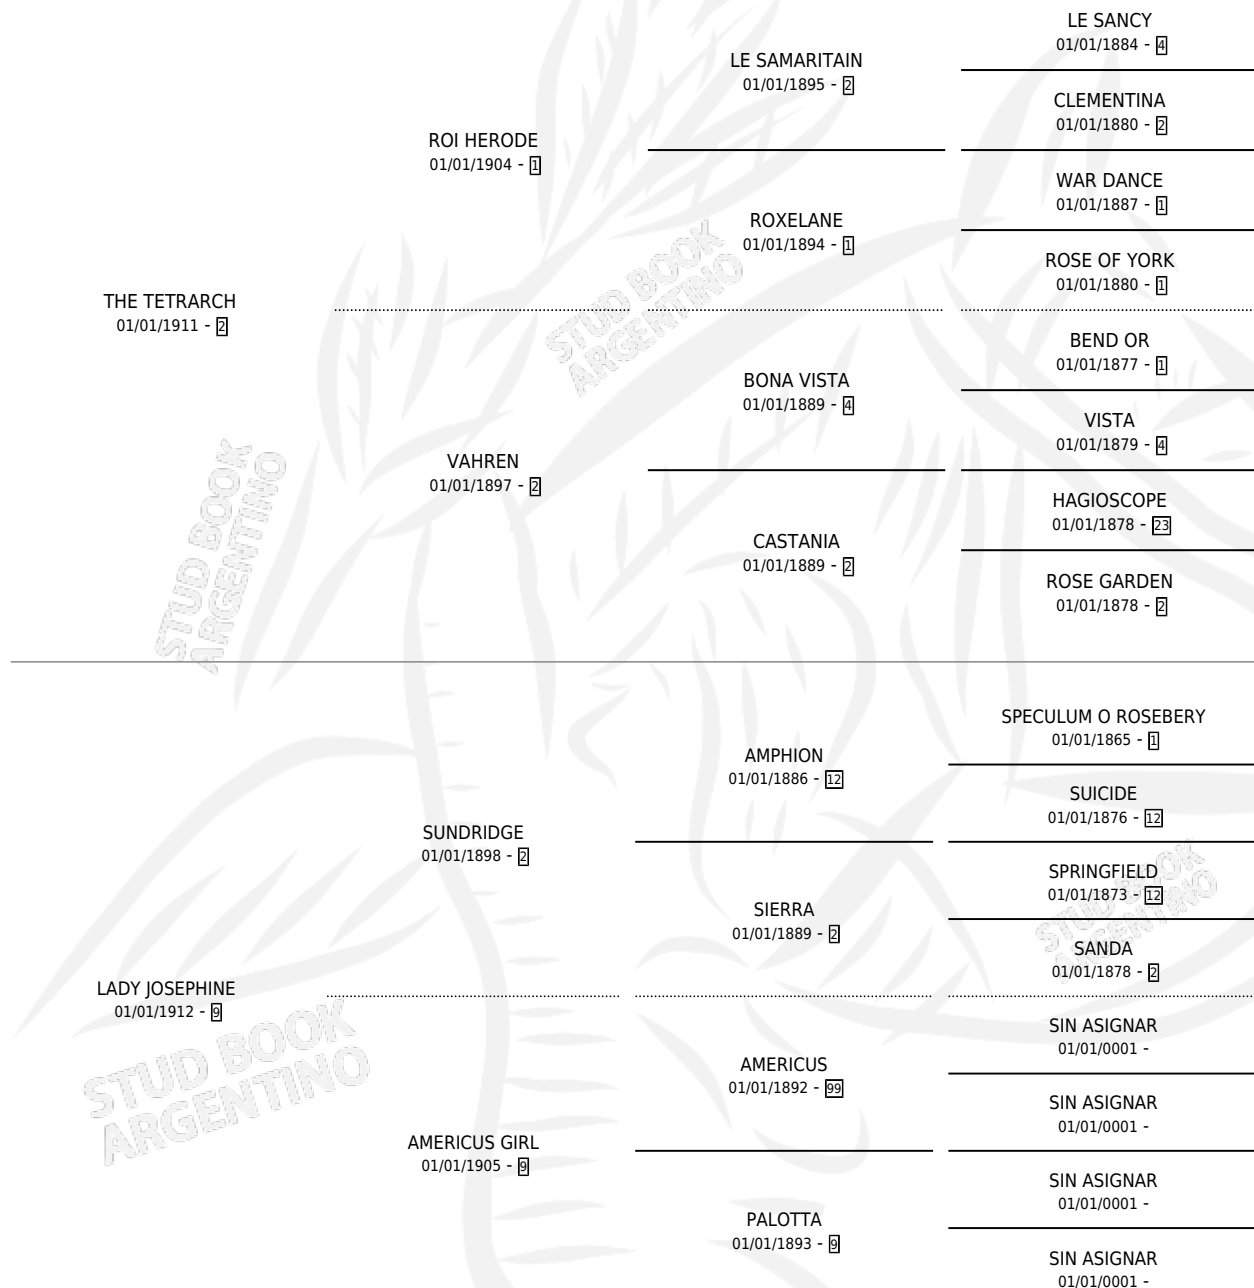 LE SANCY
01/01/1884 - 4
LE SAMARITAIN
01/01/1895 - 2
CLEMENTINA
01/01/1880 - 2
ROI HERODE
01/01/1904 - 1
WAR DANCE
01/01/1887 - 1
ROXELANE
01/01/1894 - 1
ROSE OF YORK
01/01/1880 - 1
THE TETRARCH
01/01/1911 - 2
STUD BOOK
ARGENTINO
BEND OR
01/01/1877 - 1
BONA VISTA
01/01/1889 - 4
VISTA
01/01/1879 - 4
VAHREN
01/01/1897 - 2
HAGIOSCOPE
01/01/1878 - 23
CASTANIA
01/01/1889 - 2
ROSE GARDEN
01/01/1878 - 2
STUD BOOK
ARGENTINO
SPECULUM O ROSEBERY
01/01/1865 - 1
AMPHION
01/01/1886 - 12
SUICIDE
01/01/1876 - 12
SUNDRIDGE
01/01/1898 - 2
SPRINGFIELD
01/01/1873 - 12
SIERRA
01/01/1889 - 2
SANDA
01/01/1878 - 2
STUD BOOK
ARGENTINO
LADY JOSEPHINE
01/01/1912 - 9
SIN ASIGNAR
01/01/0001 -
AMERICUS
01/01/1892 - 99
SIN ASIGNAR
01/01/0001 -
STUD BOOK
ARGENTINO
AMERICUS GIRL
01/01/1905 - 9
SIN ASIGNAR
01/01/0001 -
PALOTTA
01/01/1893 - 9
SIN ASIGNAR
01/01/0001 -